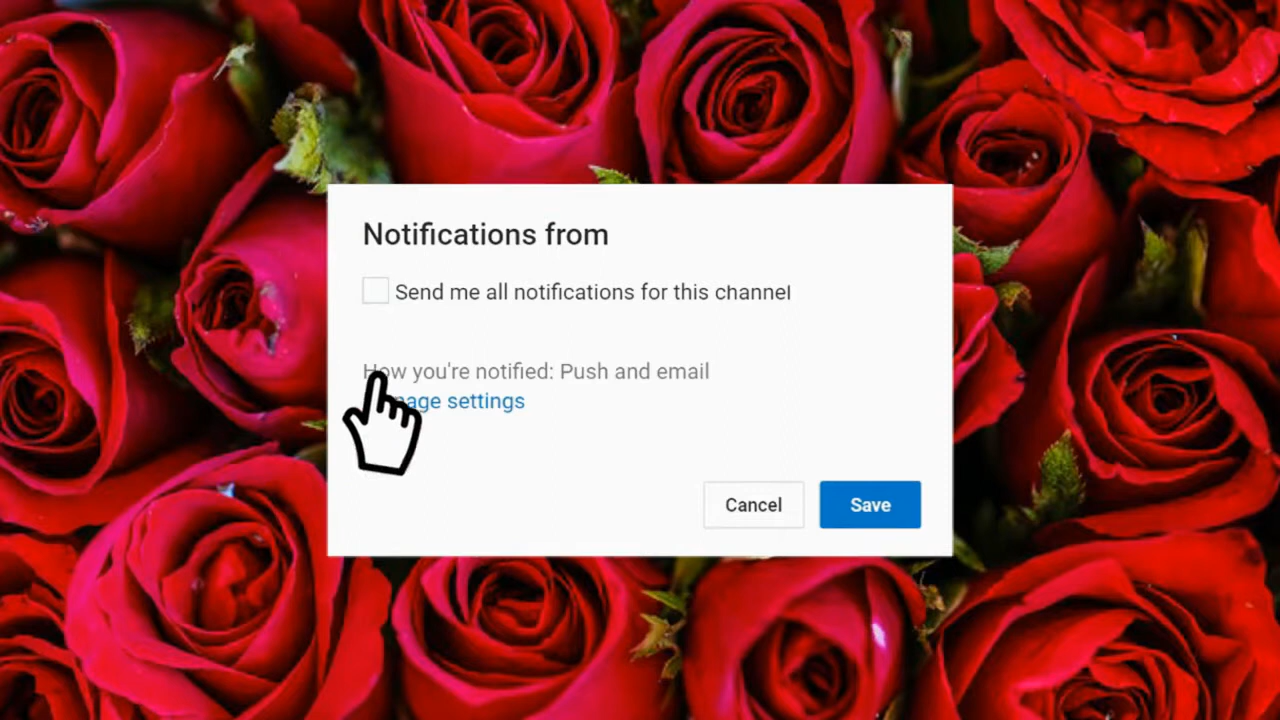 Notifications from
Send me all notifications for this channel
How you're notified: Push and email
nage settings
Cancel
Save